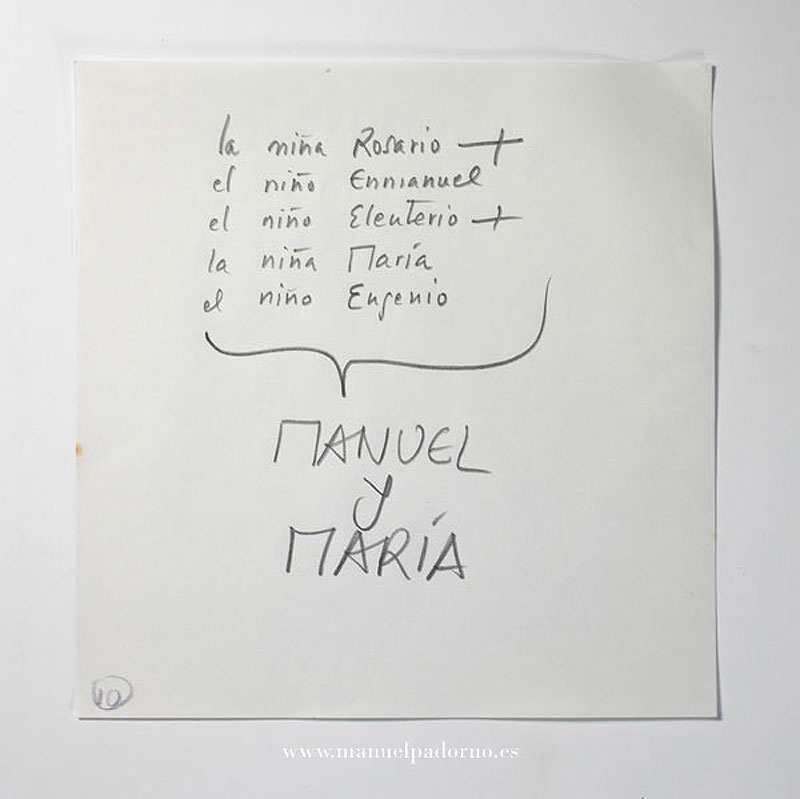 la niña Rosario +
el niño Enmanuel
el niño Eleuterio +
la niña María
el niño Eugenio
MANUEL
y
MARÍA
10
www.manuelpadorno.es